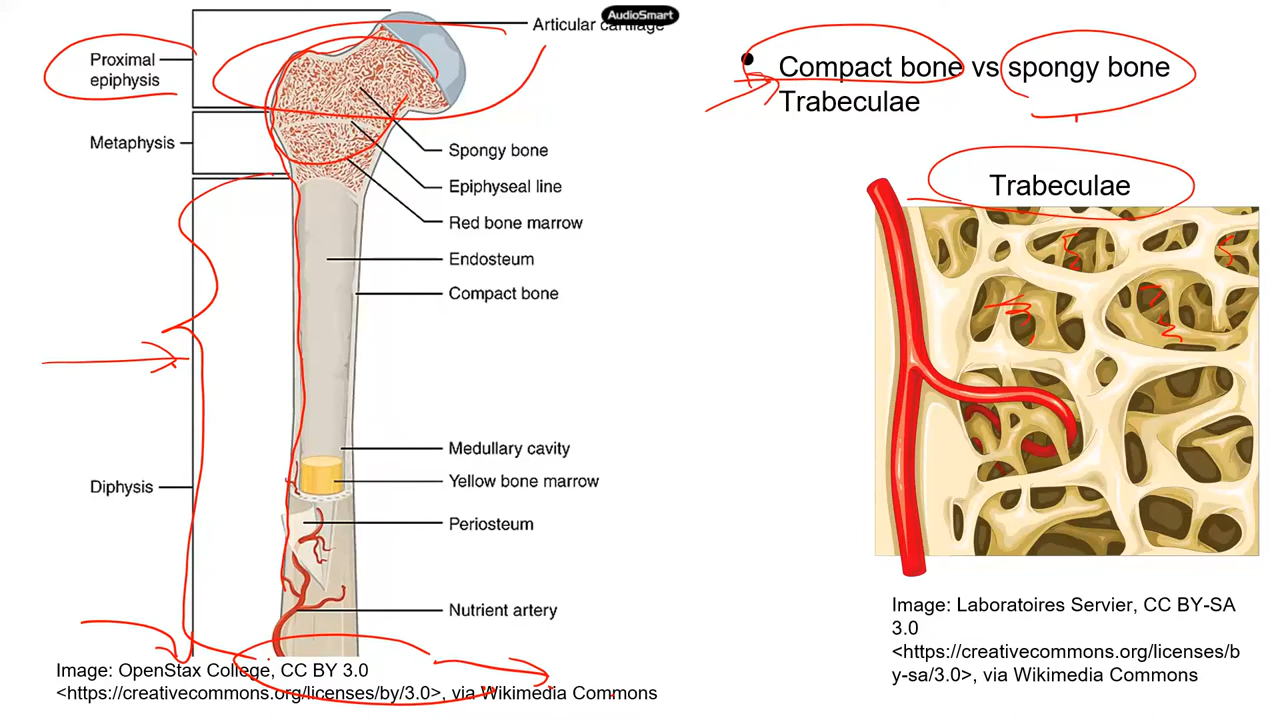 AudioSmart
Articular cartilage
Proximal
epiphysis
Metaphysis
Spongy bone
Epiphyseal line
Red bone marrow
Endosteum
Compact bone
Medullary cavity
Diphysis
Yellow bone marrow
Periosteum
Nutrient artery
Image: OpenStax College, CC BY 3.0
<https://creativecommons.org/licenses/by/3.0>, via Wikimedia Commons
Compact bone vs spongy bone
Trabeculae
Trabeculae
Image: Laboratoires Servier, CC BY-SA
3.0
<https://creativecommons.org/licenses/b
y-sa/3.0>, via Wikimedia Commons